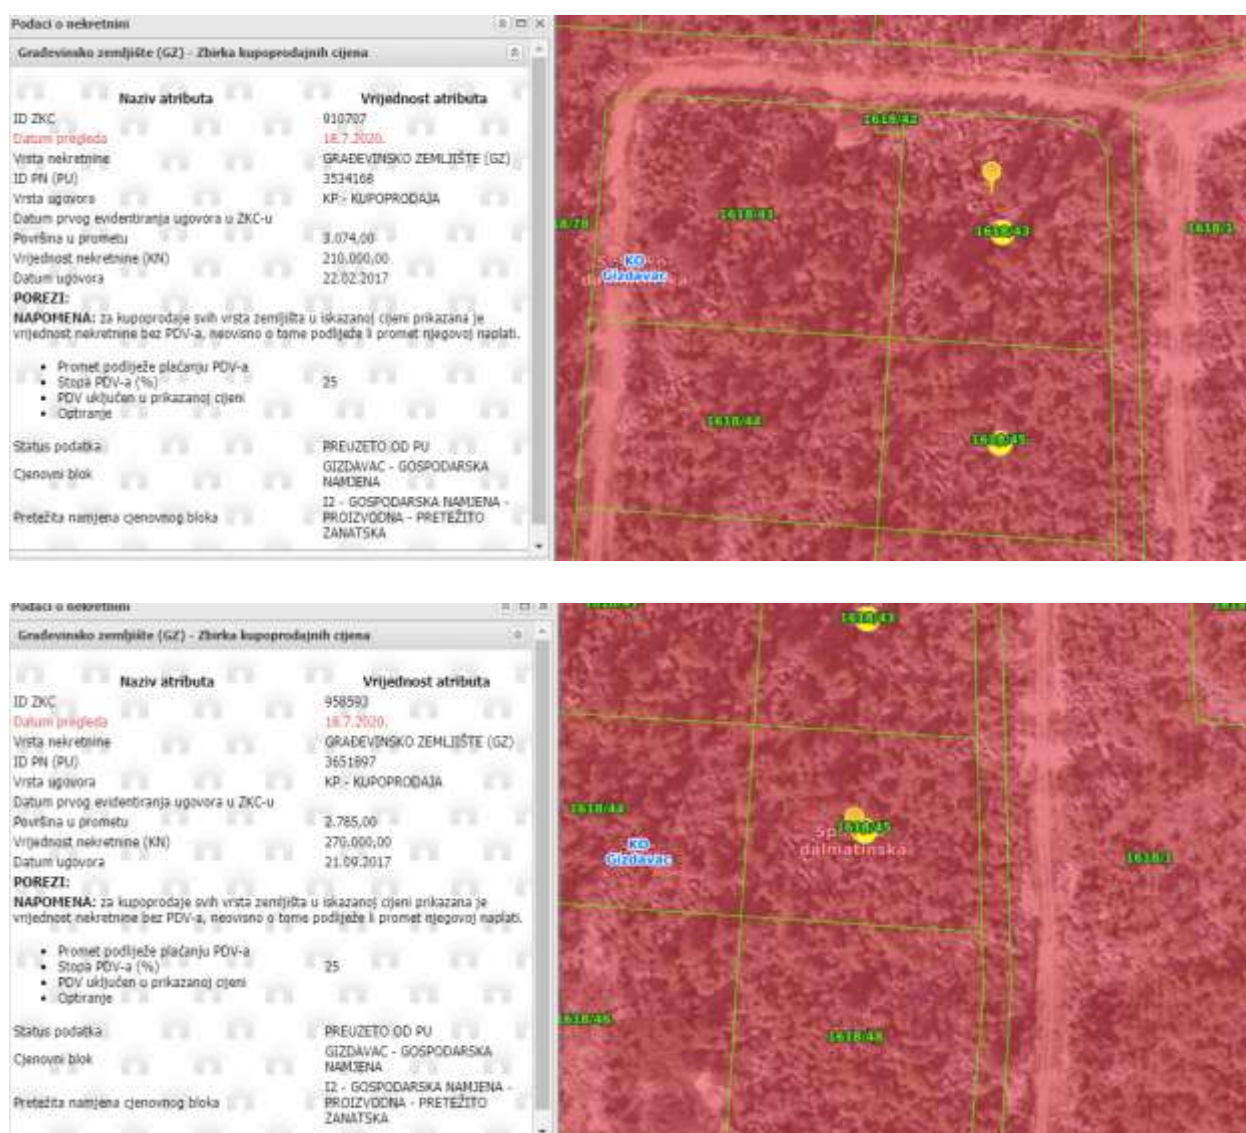 Podaci o nekretnini
Građevinsko zemljište (GZ) - Zbirka kupoprodajnih cijena
Naziv atributa Vrijednost atributa
ID ZKC 910707
Datum pregleda 18.7.2020.
Vrsta nekretnine GRAĐEVINSKO ZEMLJIŠTE (GZ)
ID PN (PU) 3534168
Vrsta ugovora KP - KUPOPRODAJA
Datum prvog evidentiranja ugovora u ZKC-u
Površina u prometu 3.074,00
Vrijednost nekretnine (KN) 210.000,00
Datum ugovora 22.02.2017
POREZI:
NAPOMENA: za kupoprodaje svih vrsta zemljišta u iskazanoj cijeni prikazana je
vrijednost nekretnine bez PDV-a, neovisno o tome podliježe li promet njegovoj naplati.
• Promet podliježe plaćanju PDV-a
• Stopa PDV-a (%) 25
• PDV uključen u prikazanoj cijeni
• Optiranje
Status podatka PREUZETO OD PU
Cjenovni blok GIZDAVAC - GOSPODARSKA
NAMJENA
Pretežita namjena cjenovnog bloka I2 - GOSPODARSKA NAMJENA -
PROIZVODNA - PRETEŽITO
ZANATSKA
1618/42
1618/41
1618/43
1618/1
KO
Gizdavac
1618/44
1618/45
Podaci o nekretnini
Građevinsko zemljište (GZ) - Zbirka kupoprodajnih cijena
Naziv atributa Vrijednost atributa
ID ZKC 958593
Datum pregleda 18.7.2020.
Vrsta nekretnine GRAĐEVINSKO ZEMLJIŠTE (GZ)
ID PN (PU) 3651897
Vrsta ugovora KP - KUPOPRODAJA
Datum prvog evidentiranja ugovora u ZKC-u
Površina u prometu 2.785,00
Vrijednost nekretnine (KN) 270.000,00
Datum ugovora 21.09.2017
POREZI:
NAPOMENA: za kupoprodaje svih vrsta zemljišta u iskazanoj cijeni prikazana je
vrijednost nekretnine bez PDV-a, neovisno o tome podliježe li promet njegovoj naplati.
• Promet podliježe plaćanju PDV-a
• Stopa PDV-a (%) 25
• PDV uključen u prikazanoj cijeni
• Optiranje
Status podatka PREUZETO OD PU
Cjenovni blok GIZDAVAC - GOSPODARSKA
NAMJENA
Pretežita namjena cjenovnog bloka I2 - GOSPODARSKA NAMJENA -
PROIZVODNA - PRETEŽITO
ZANATSKA
1618/43
1618/44
1618/45
dalmatinska
KO
Gizdavac
1618/1
1618/46
1618/48